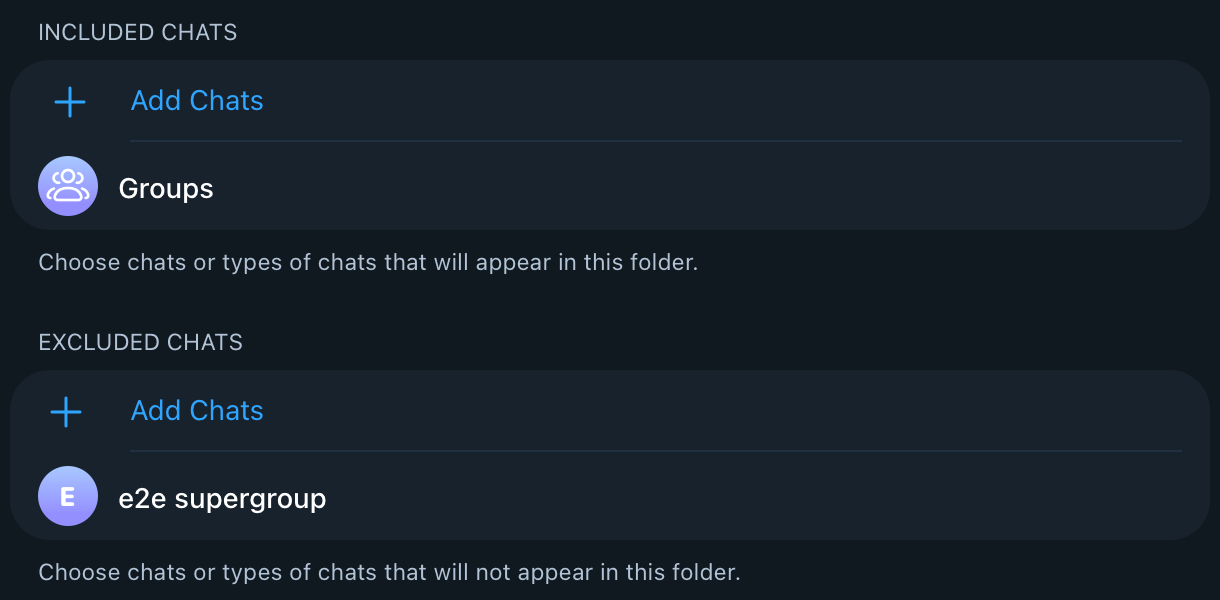 INCLUDED CHATS
Add Chats
Groups
Choose chats or types of chats that will appear in this folder.
EXCLUDED CHATS
Add Chats
E
e2e supergroup
Choose chats or types of chats that will not appear in this folder.